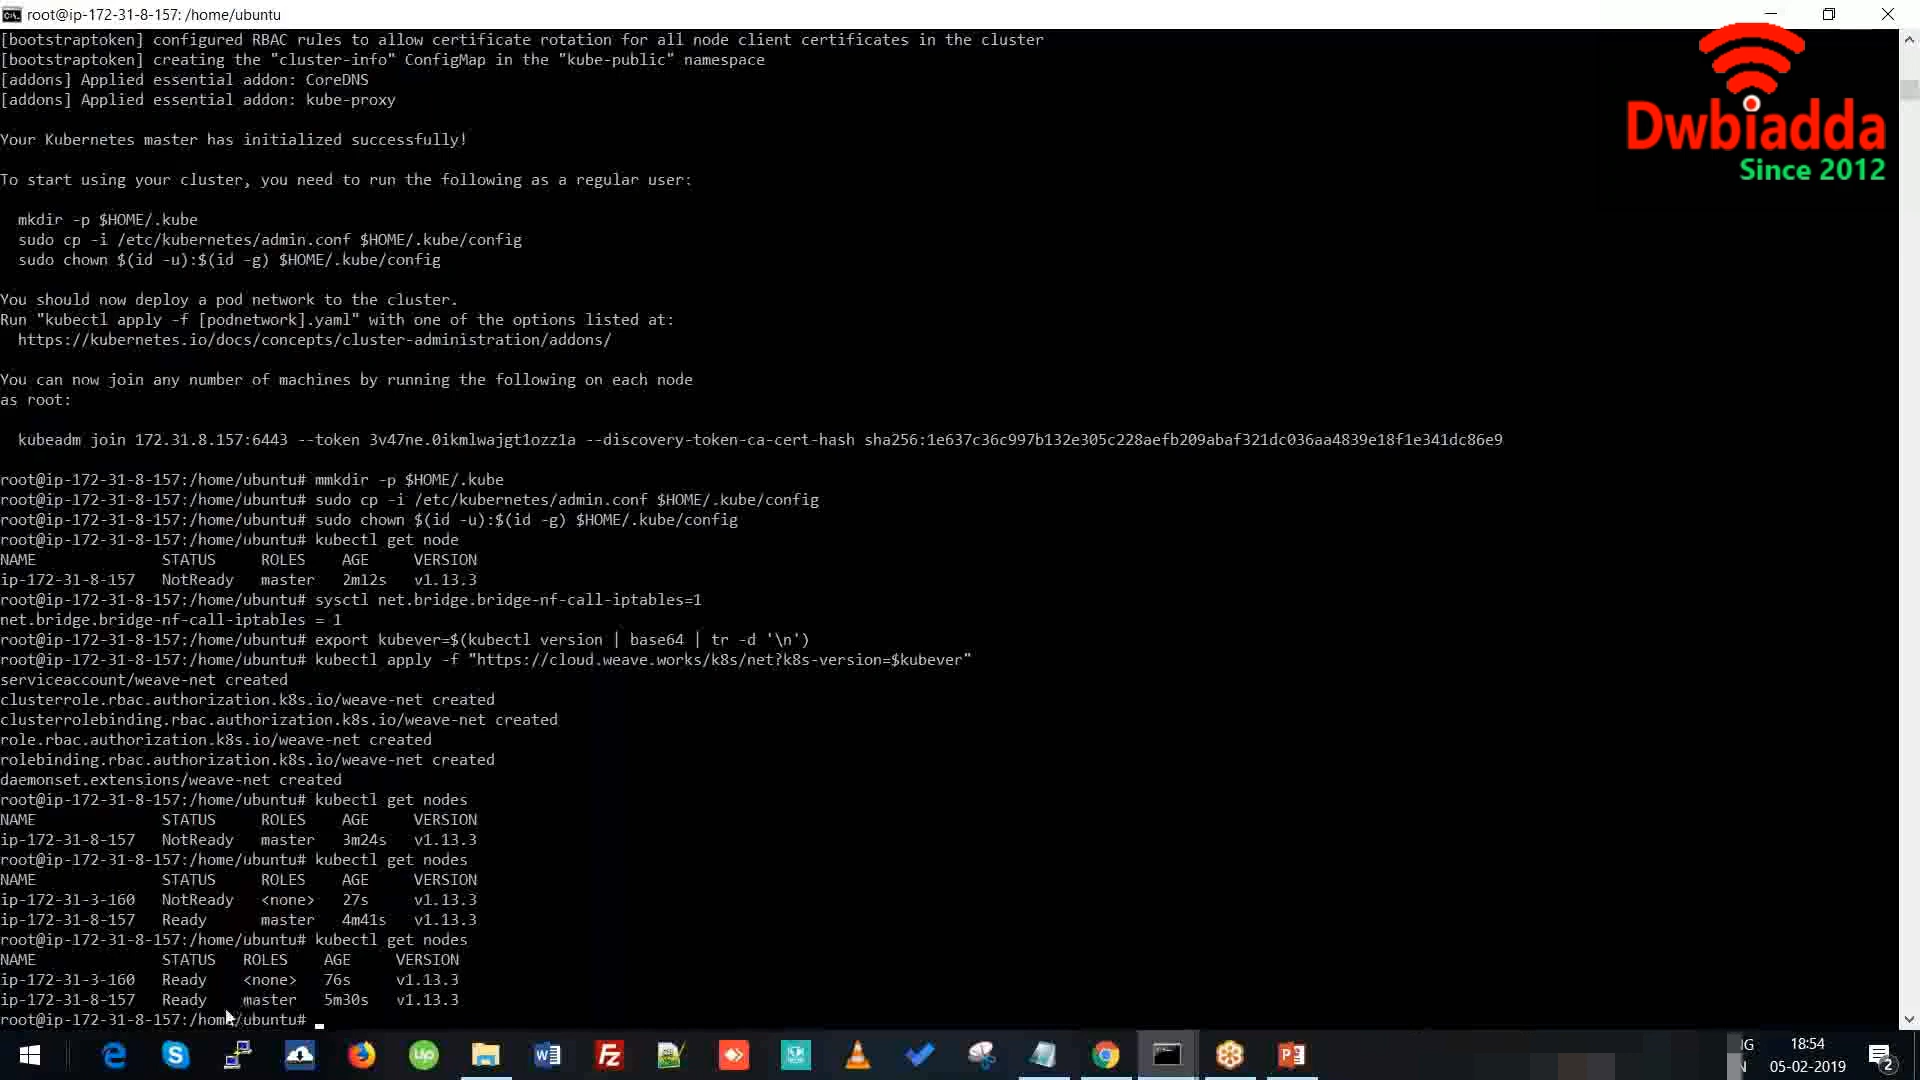 root@ip-172-31-8-157: /home/ubuntu
[bootstraptoken] configured RBAC rules to allow certificate rotation for all node client certificates in the cluster
[bootstraptoken] creating the "cluster-info" ConfigMap in the "kube-public" namespace
[addons] Applied essential addon: CoreDNS
[addons] Applied essential addon: kube-proxy
Your Kubernetes master has initialized successfully!
To start using your cluster, you need to run the following as a regular user:
mkdir -p $HOME/.kube
sudo cp -i /etc/kubernetes/admin.conf $HOME/.kube/config
sudo chown $(id -u):$(id -g) $HOME/.kube/config
You should now deploy a pod network to the cluster.
Run "kubectl apply -f [podnetwork].yaml" with one of the options listed at:
https://kubernetes.io/docs/concepts/cluster-administration/addons/
You can now join any number of machines by running the following on each node
as root:
kubeadm join 172.31.8.157:6443 --token 3v47ne.0ikmlwajgt1ozz1a --discovery-token-ca-cert-hash sha256:1e637c36c997b132e305c228aefb209abaf321dc036aa4839e18f1e341dc86e9
root@ip-172-31-8-157:/home/ubuntu# mmkdir -p $HOME/.kube
root@ip-172-31-8-157:/home/ubuntu# sudo cp -i /etc/kubernetes/admin.conf $HOME/.kube/config
root@ip-172-31-8-157:/home/ubuntu# sudo chown $(id -u):$(id -g) $HOME/.kube/config
root@ip-172-31-8-157:/home/ubuntu# kubectl get node
NAME STATUS ROLES AGE VERSION
ip-172-31-8-157 NotReady master 2m12s v1.13.3
root@ip-172-31-8-157:/home/ubuntu# sysctl net.bridge.bridge-nf-call-iptables=1
net.bridge.bridge-nf-call-iptables = 1
root@ip-172-31-8-157:/home/ubuntu# export kubever=$(kubectl version | base64 | tr -d '\n')
root@ip-172-31-8-157:/home/ubuntu# kubectl apply -f "https://cloud.weave.works/k8s/net?k8s-version=$kubever"
serviceaccount/weave-net created
clusterrole.rbac.authorization.k8s.io/weave-net created
clusterrolebinding.rbac.authorization.k8s.io/weave-net created
role.rbac.authorization.k8s.io/weave-net created
rolebinding.rbac.authorization.k8s.io/weave-net created
daemonset.extensions/weave-net created
root@ip-172-31-8-157:/home/ubuntu# kubectl get nodes
NAME STATUS ROLES AGE VERSION
ip-172-31-8-157 NotReady master 3m24s v1.13.3
root@ip-172-31-8-157:/home/ubuntu# kubectl get nodes
NAME STATUS ROLES AGE VERSION
ip-172-31-3-160 NotReady <none> 27s v1.13.3
ip-172-31-8-157 Ready master 4m41s v1.13.3
root@ip-172-31-8-157:/home/ubuntu# kubectl get nodes
NAME STATUS ROLES AGE VERSION
ip-172-31-3-160 Ready <none> 76s v1.13.3
ip-172-31-8-157 Ready master 5m30s v1.13.3
root@ip-172-31-8-157:/home/ubuntu#
Dwbiadda
Since 2012
18:54
05-02-2019
2